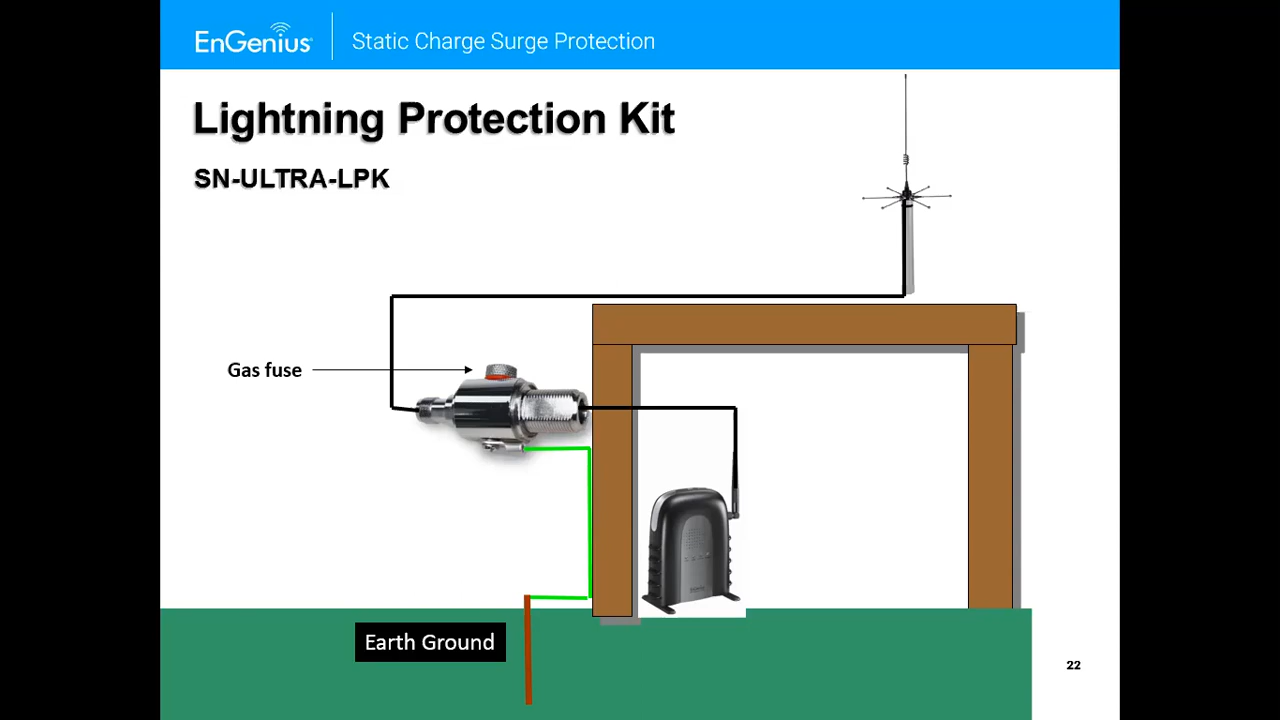 EnGenius
Static Charge Surge Protection
Lightning Protection Kit
SN-ULTRA-LPK
Gas fuse
Earth Ground
22